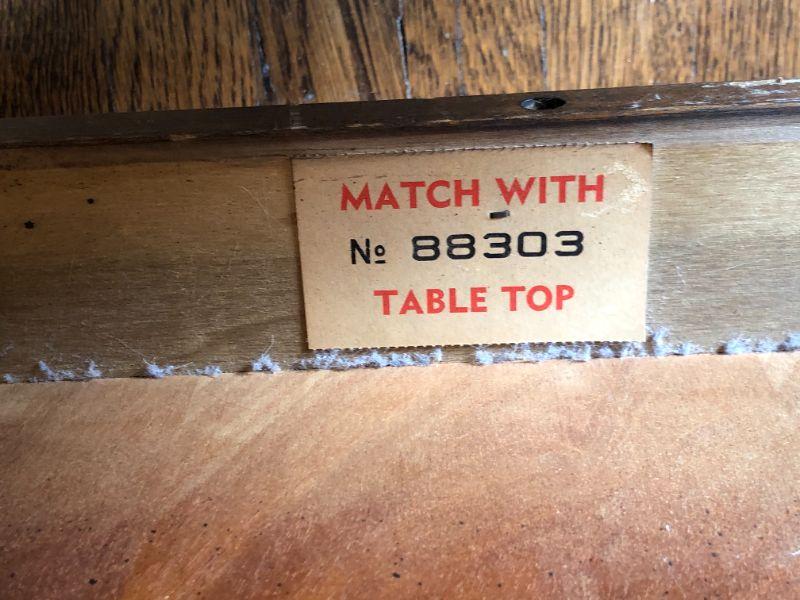 MATCH WITH
№ 88303
TABLE TOP